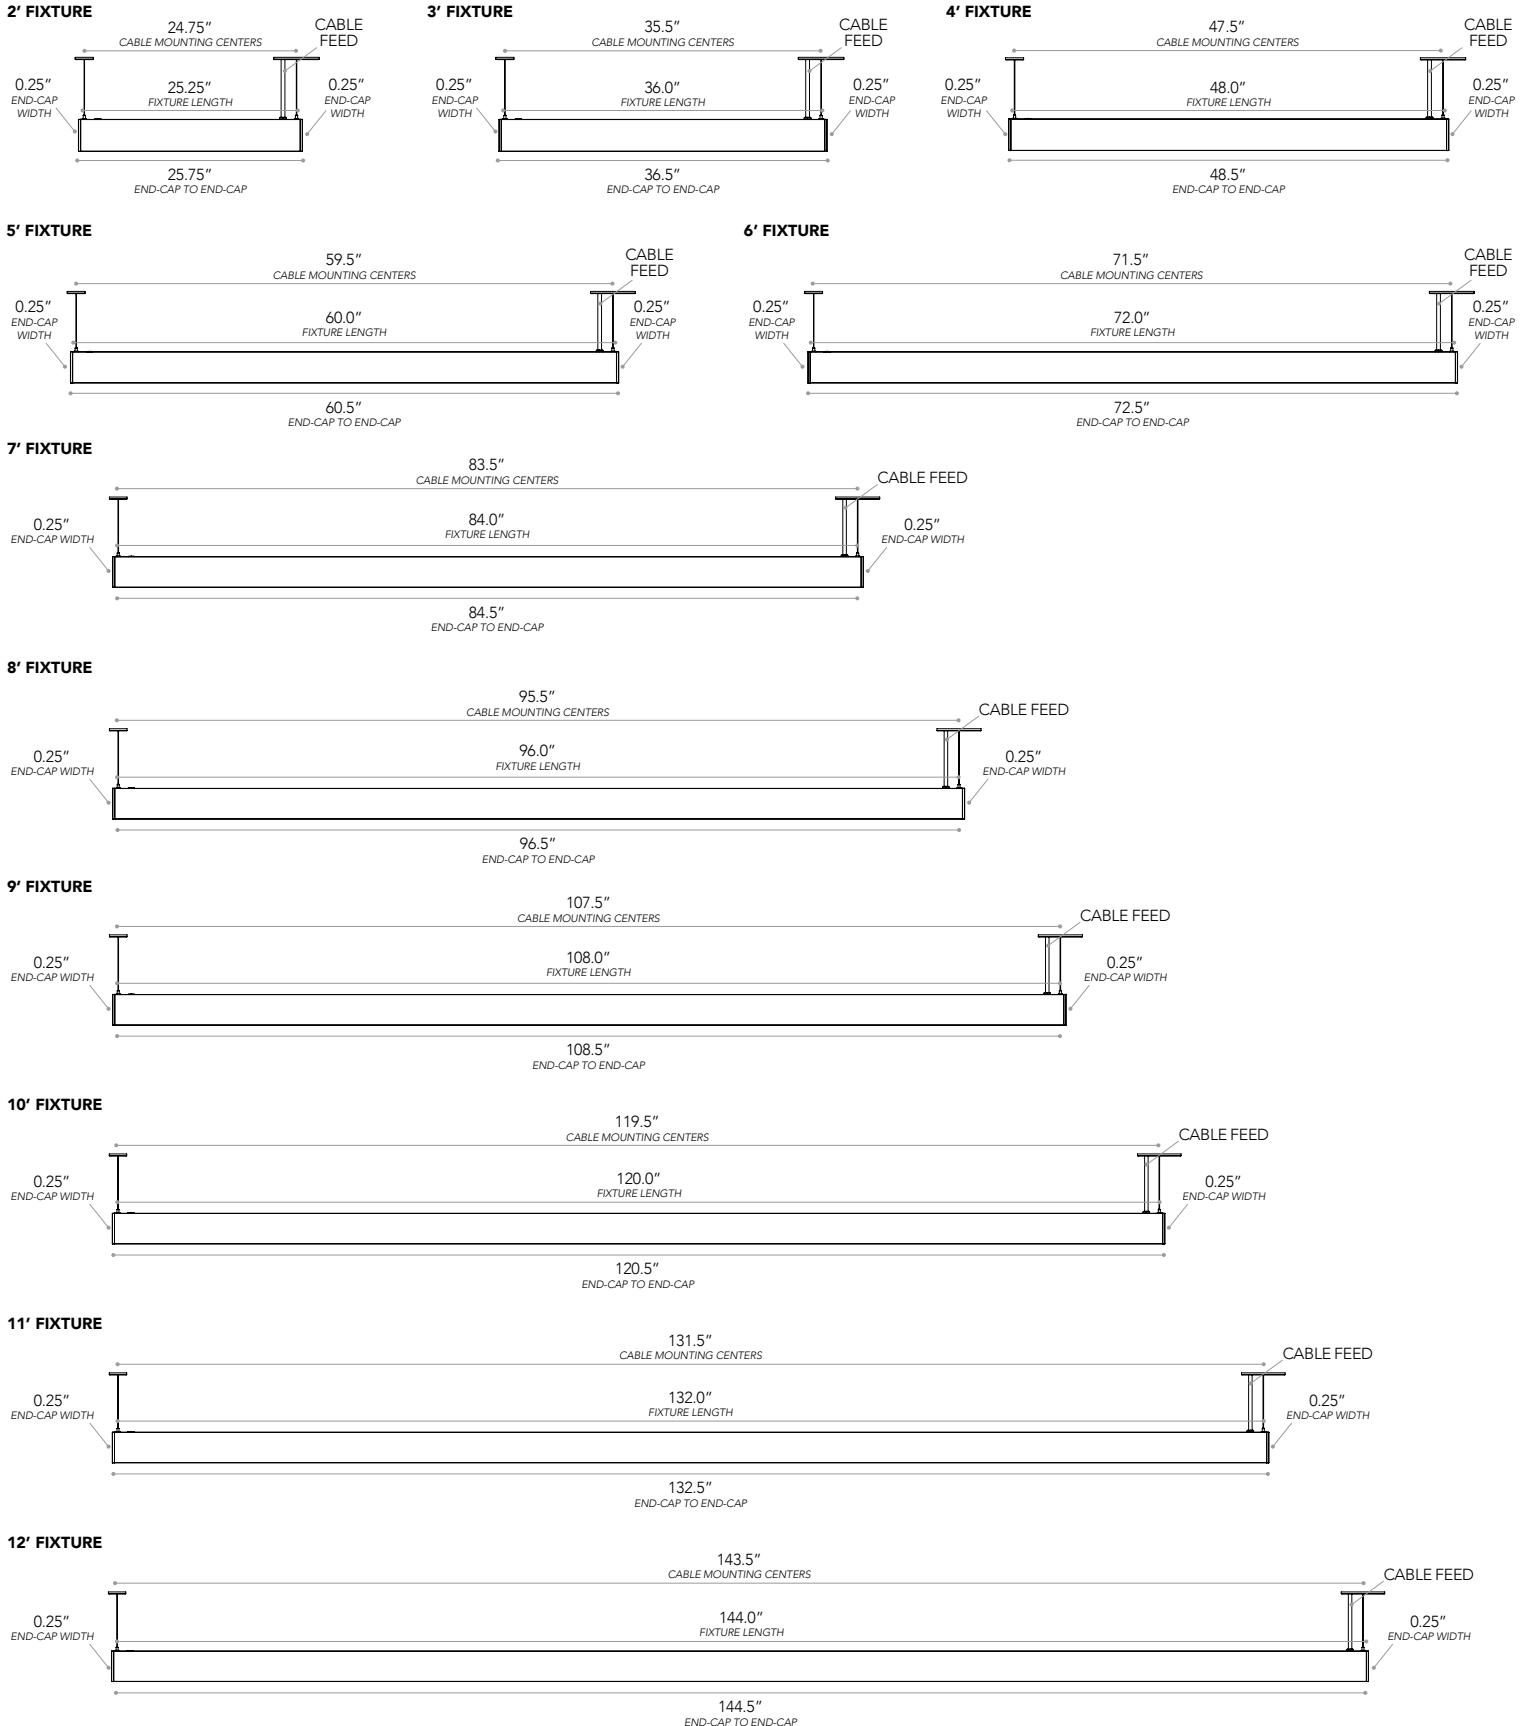 2’ FIXTURE
24.75”
CABLE MOUNTING CENTERS
CABLE
FEED
0.25”
END-CAP
WIDTH
25.25”
FIXTURE LENGTH
0.25”
END-CAP
WIDTH
25.75”
END-CAP TO END-CAP
3’ FIXTURE
35.5”
CABLE MOUNTING CENTERS
CABLE
FEED
0.25”
END-CAP
WIDTH
36.0”
FIXTURE LENGTH
0.25”
END-CAP
WIDTH
36.5”
END-CAP TO END-CAP
4’ FIXTURE
47.5”
CABLE MOUNTING CENTERS
CABLE
FEED
0.25”
END-CAP
WIDTH
48.0”
FIXTURE LENGTH
0.25”
END-CAP
WIDTH
48.5”
END-CAP TO END-CAP
5’ FIXTURE
59.5”
CABLE MOUNTING CENTERS
CABLE
FEED
0.25”
END-CAP
WIDTH
60.0”
FIXTURE LENGTH
0.25”
END-CAP
WIDTH
60.5”
END-CAP TO END-CAP
6’ FIXTURE
71.5”
CABLE MOUNTING CENTERS
CABLE
FEED
0.25”
END-CAP
WIDTH
72.0”
FIXTURE LENGTH
0.25”
END-CAP
WIDTH
72.5”
END-CAP TO END-CAP
7’ FIXTURE
83.5”
CABLE MOUNTING CENTERS
CABLE FEED
0.25”
END-CAP WIDTH
84.0”
FIXTURE LENGTH
0.25”
END-CAP WIDTH
84.5”
END-CAP TO END-CAP
8’ FIXTURE
95.5”
CABLE MOUNTING CENTERS
CABLE FEED
0.25”
END-CAP WIDTH
96.0”
FIXTURE LENGTH
0.25”
END-CAP WIDTH
96.5”
END-CAP TO END-CAP
9’ FIXTURE
107.5”
CABLE MOUNTING CENTERS
CABLE FEED
0.25”
END-CAP WIDTH
108.0”
FIXTURE LENGTH
0.25”
END-CAP WIDTH
108.5”
END-CAP TO END-CAP
10’ FIXTURE
119.5”
CABLE MOUNTING CENTERS
CABLE FEED
0.25”
END-CAP WIDTH
120.0”
FIXTURE LENGTH
0.25”
END-CAP WIDTH
120.5”
END-CAP TO END-CAP
11’ FIXTURE
131.5”
CABLE MOUNTING CENTERS
CABLE FEED
0.25”
END-CAP WIDTH
132.0”
FIXTURE LENGTH
0.25”
END-CAP WIDTH
132.5”
END-CAP TO END-CAP
12’ FIXTURE
143.5”
CABLE MOUNTING CENTERS
CABLE FEED
0.25”
END-CAP WIDTH
144.0”
FIXTURE LENGTH
0.25”
END-CAP WIDTH
144.5”
END-CAP TO END-CAP